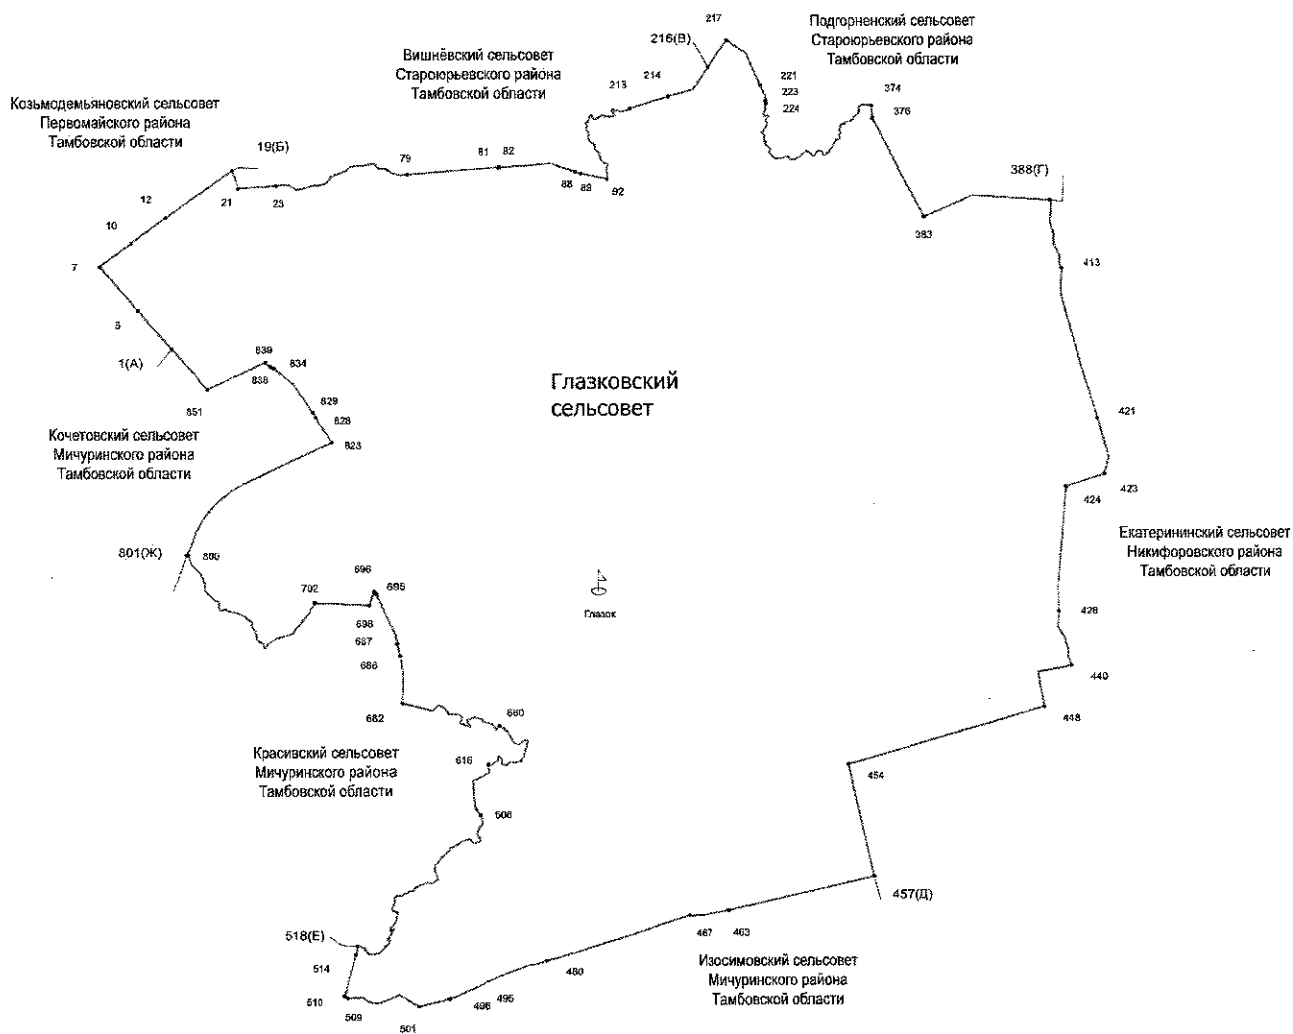 217
Подгорненский сельсовет
Староюрьевского района
Тамбовской области
216(В)
Вишнёвский сельсовет
Староюрьевского района
Тамбовской области
213
214
221
223
224
374
376
Козьмодемьяновский сельсовет
Первомайского района
Тамбовской области
19(Б)
79
81
82
88
89
92
21
23
388(Г)
12
10
383
7
413
1(А)
839
838
834
851
829
828
823
Глазковский
сельсовет
421
Кочетовский сельсовет
Мичуринского района
Тамбовской области
423
424
Екатерининский сельсовет
Никифоровского района
Тамбовской области
801(Ж)
800
696
695
702
698
687
686
Глазок
428
440
682
660
448
Красивский сельсовет
Мичуринского района
Тамбовской области
616
454
508
457(Д)
518(Е)
514
467
463
480
Изосимовский сельсовет
Мичуринского района
Тамбовской области
510
509
501
496
495